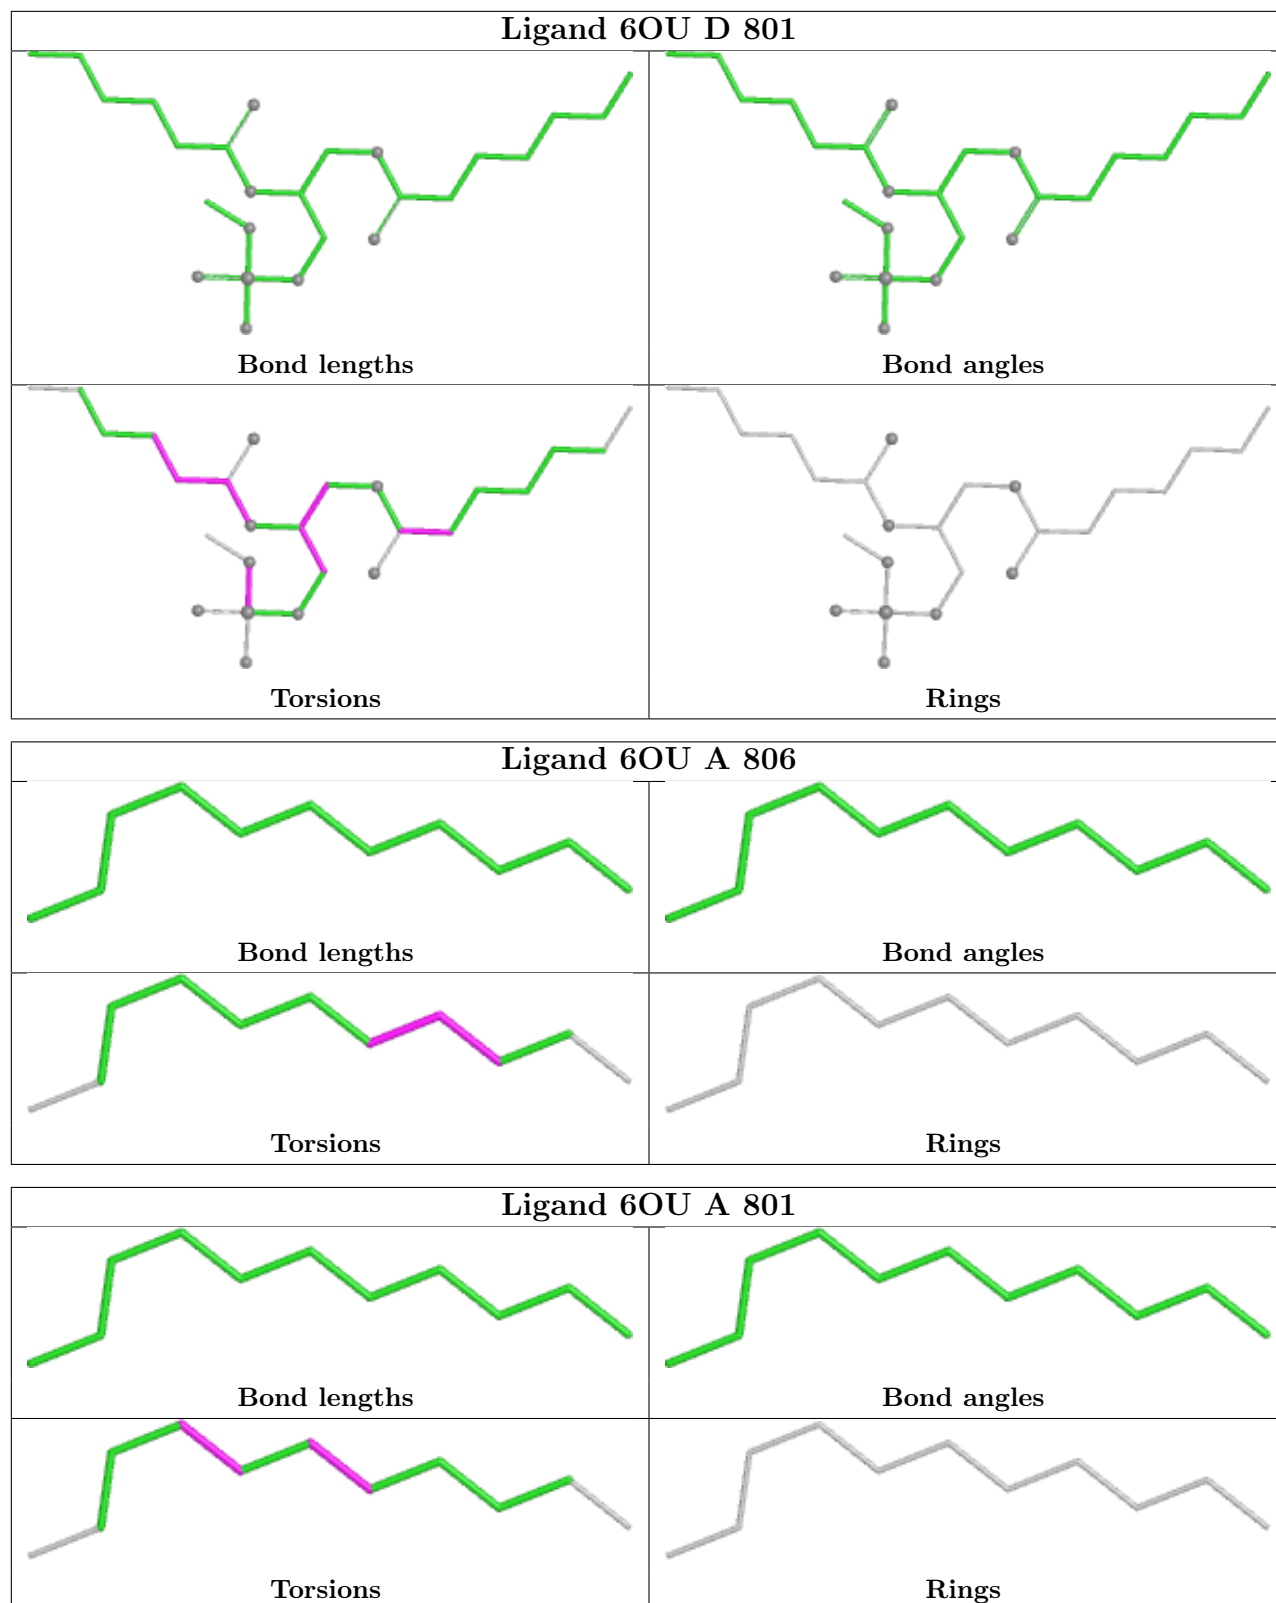 Ligand 6OU D 801
Bond lengths
Bond angles
Torsions
Rings
Ligand 6OU A 806
Bond lengths
Bond angles
Torsions
Rings
Ligand 6OU A 801
Bond lengths
Bond angles
Torsions
Rings